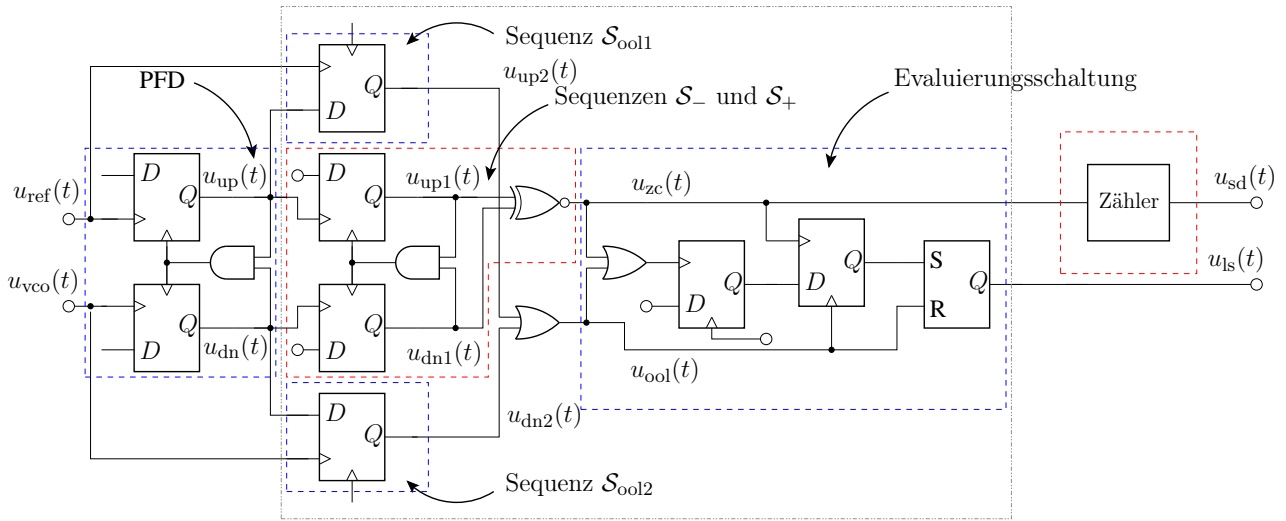 Sequenz 𝒮ool1
PFD
uup2(t)
Evaluierungsschaltung
Sequenzen 𝒮− und 𝒮+
Q
D
D
Q
uup(t)
D
Q
uup1(t)
uref(t)
uzc(t)
Zähler
usd(t)
uvco(t)
Q
D
Q
D
Q
S
R
Q
uls(t)
Q
D
udn(t)
Q
D
udn1(t)
uool(t)
D
Q
udn2(t)
Sequenz 𝒮ool2